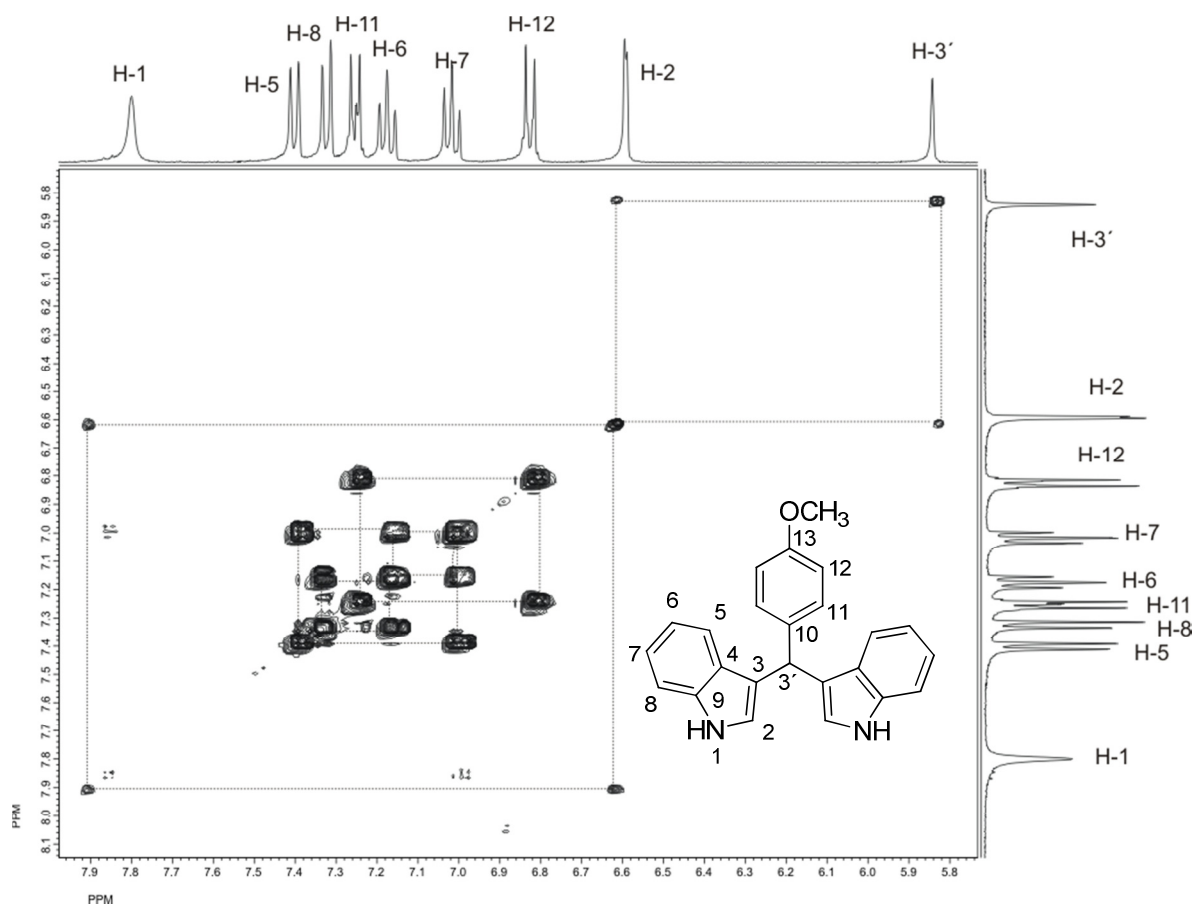 H-1
H-5
H-8
H-11
H-6
H-7
H-12
H-2
H-3´
5.8
5.9
6.0
6.1
6.2
6.3
6.4
6.5
6.6
6.7
6.8
6.9
7.0
7.1
7.2
7.3
7.4
7.5
7.6
7.7
7.8
7.9
8.0
8.1
PPM
7.9 7.8 7.7 7.6 7.5 7.4 7.3 7.2 7.1 7.0 6.9 6.8 6.7 6.6 6.5 6.4 6.3 6.2 6.1 6.0 5.9 5.8
PPM
H-3´
H-2
H-12
H-7
H-6
H-11
H-8
H-5
H-1
OCH3
13
12
11
10
6
5
7
4
3
3´
8
9
HN
1
2
NH